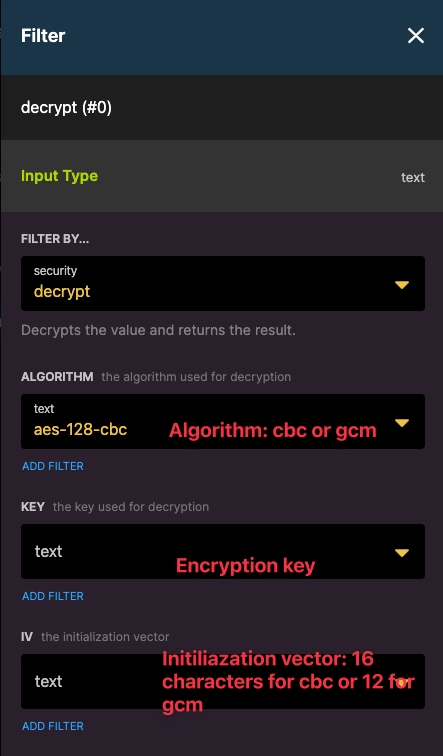 Filter
decrypt (#0)
Input Type text
FILTER BY...
security
decrypt
Decrypts the value and returns the result.
ALGORITHM the algorithm used for decryption
text
aes-128-cbc
Algorithm: cbc or gcm
ADD FILTER
KEY the key used for decryption
text
Encryption key
ADD FILTER
IV the initialization vector
text
Initiliazation vector: 16
characters for cbc or 12 for
gcm
ADD FILTER